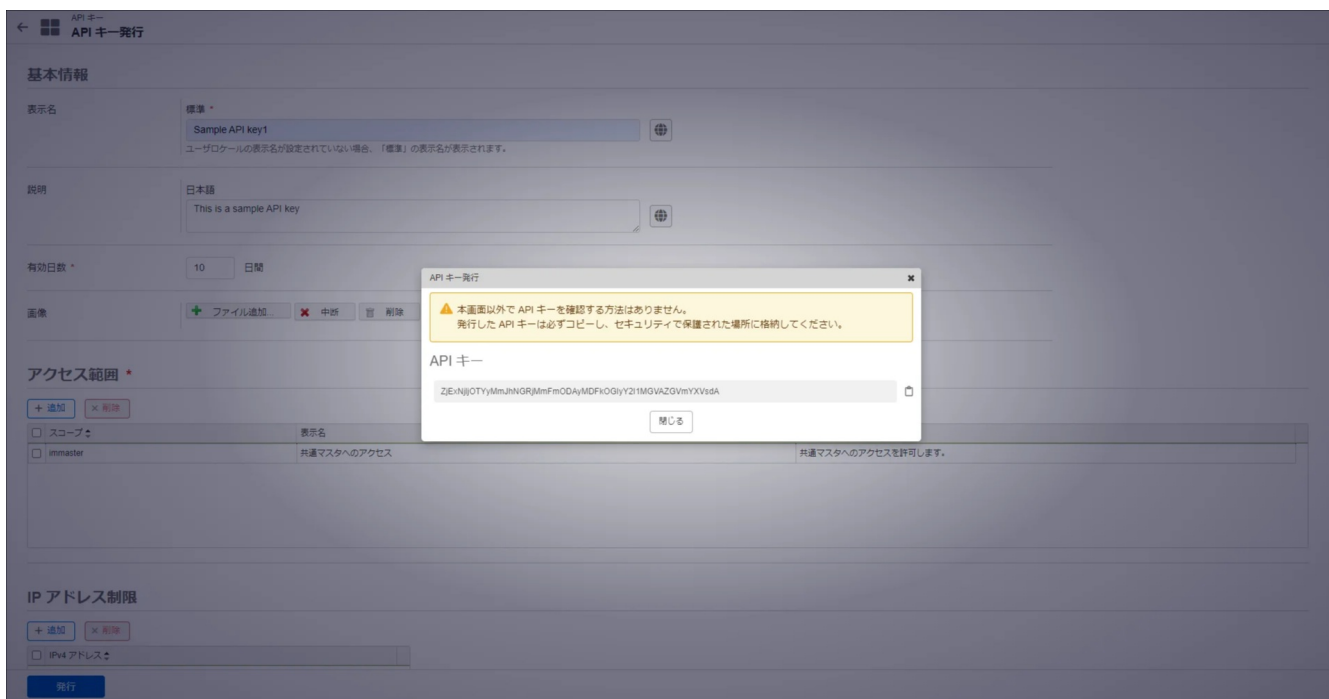 API キー
API キー発行
基本情報
表示名
標準 *
Sample API key1
ユーザロケールの表示名が設定されていない場合、「標準」の表示名が表示されます。
説明
日本語
This is a sample API key
有効日数 *
10 日間
画像
ファイル追加...
中断
削除
API キー発行
本画面以外で API キーを確認する方法はありません。
発行した API キーは必ずコピーし、セキュリティで保護された場所に格納してください。
API キー
閉じる
アクセス範囲 *
+ 追加
× 削除
スコープ
表示名
immaster
共通マスタへのアクセス
共通マスタへのアクセスを許可します。
IP アドレス制限
+ 追加
× 削除
IPv4 アドレス
発行